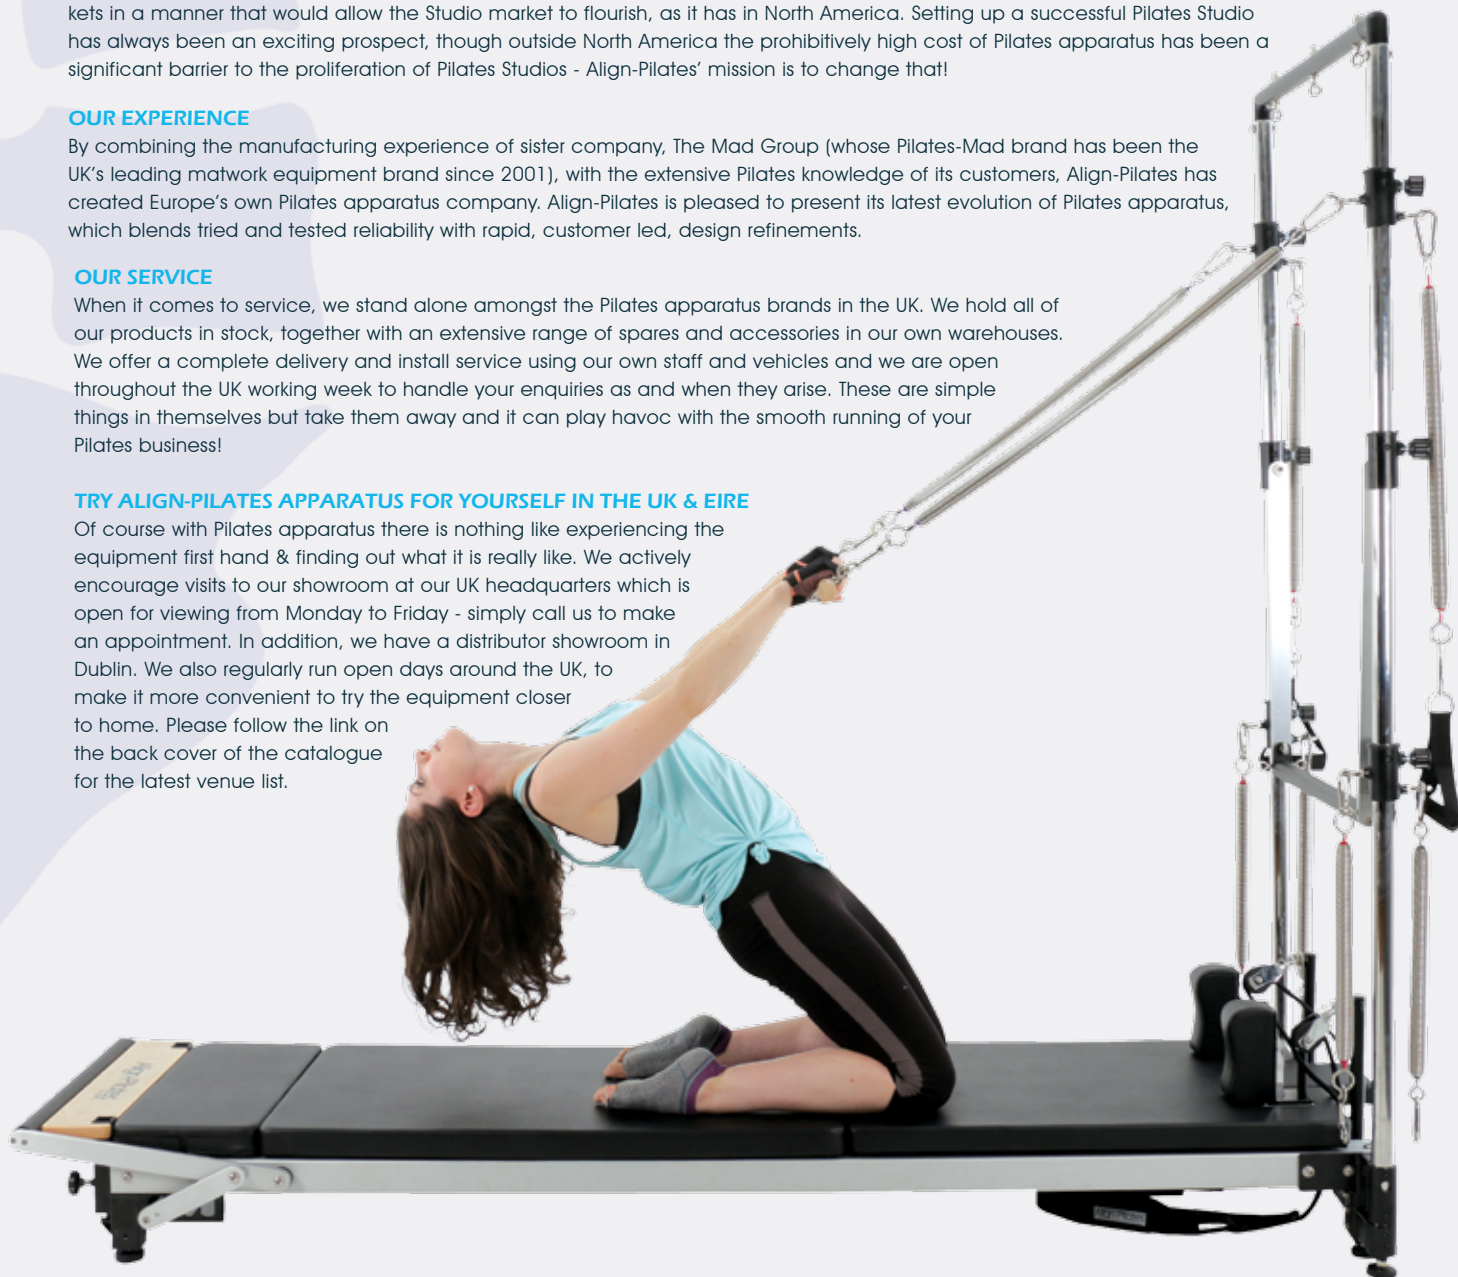 kets in a manner that would allow the Studio market to flourish, as it has in North America. Setting up a successful Pilates Studio
has always been an exciting prospect, though outside North America the prohibitively high cost of Pilates apparatus has been a
significant barrier to the proliferation of Pilates Studios - Align-Pilates’ mission is to change that!
OUR EXPERIENCE
By combining the manufacturing experience of sister company, The Mad Group (whose Pilates-Mad brand has been the
UK’s leading matwork equipment brand since 2001), with the extensive Pilates knowledge of its customers, Align-Pilates has
created Europe’s own Pilates apparatus company. Align-Pilates is pleased to present its latest evolution of Pilates apparatus,
which blends tried and tested reliability with rapid, customer led, design refinements.
OUR SERVICE
When it comes to service, we stand alone amongst the Pilates apparatus brands in the UK. We hold all of
our products in stock, together with an extensive range of spares and accessories in our own warehouses.
We offer a complete delivery and install service using our own staff and vehicles and we are open
throughout the UK working week to handle your enquiries as and when they arise. These are simple
things in themselves but take them away and it can play havoc with the smooth running of your
Pilates business!
TRY ALIGN-PILATES APPARATUS FOR YOURSELF IN THE UK & EIRE
Of course with Pilates apparatus there is nothing like experiencing the
equipment first hand & finding out what it is really like. We actively
encourage visits to our showroom at our UK headquarters which is
open for viewing from Monday to Friday - simply call us to make
an appointment. In addition, we have a distributor showroom in
Dublin. We also regularly run open days around the UK, to
make it more convenient to try the equipment closer
to home. Please follow the link on
the back cover of the catalogue
for the latest venue list.